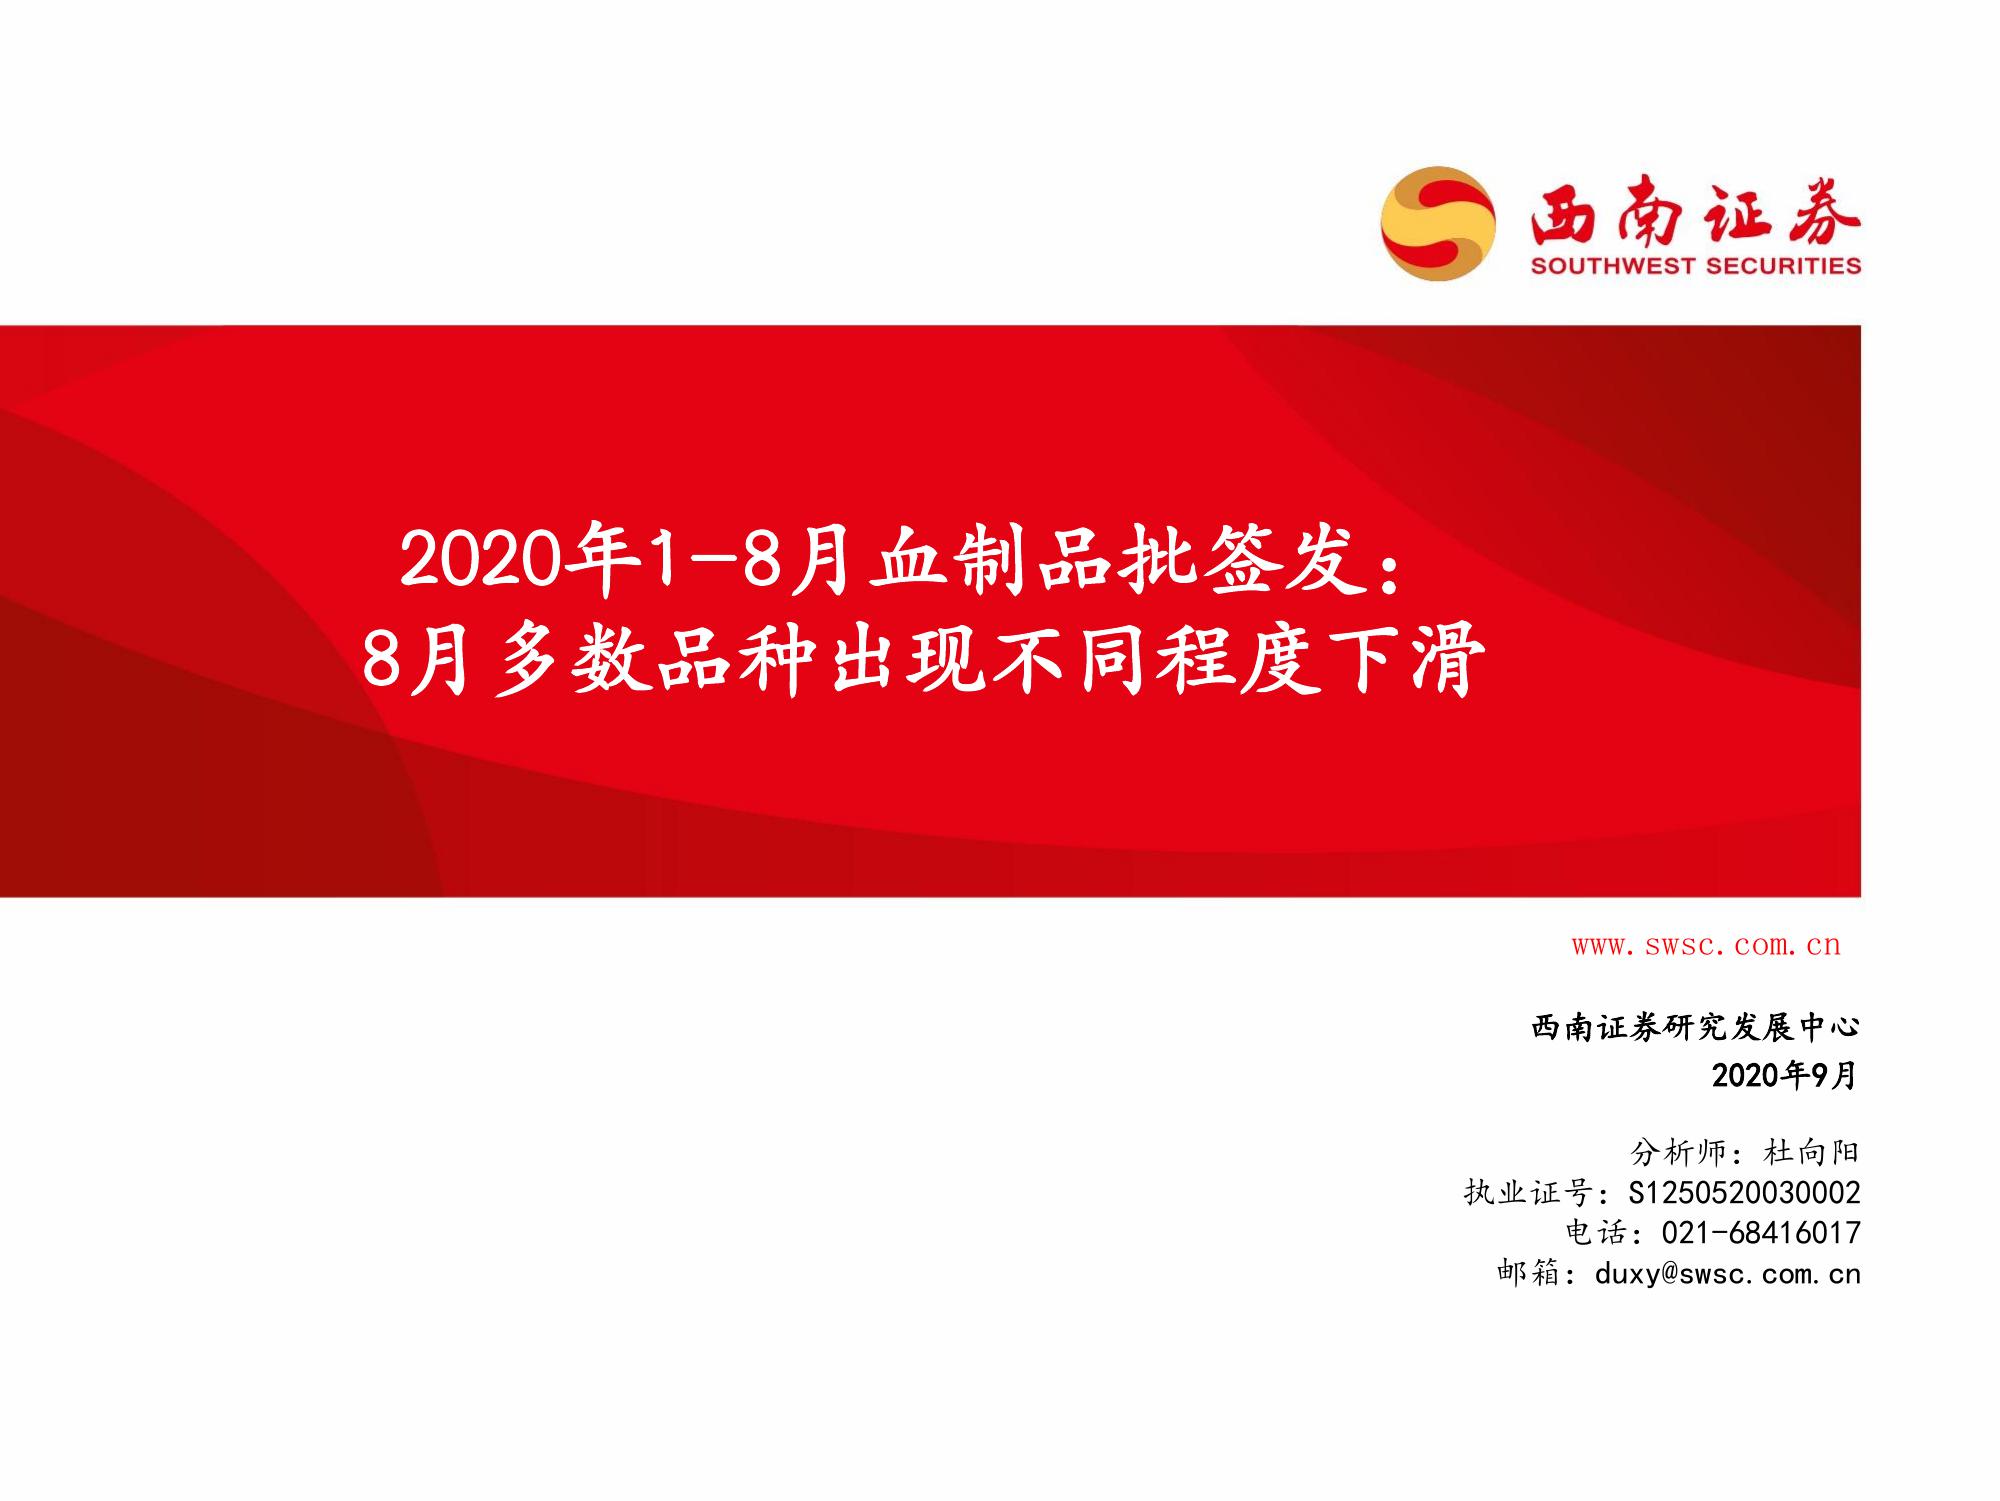 西南证券
SOUTHWEST SECURITIES
2020年1-8月血制品批签发：
8月多数品种出现不同程度下滑
www.swsc.com.cn
西南证券研究发展中心
2020年9月
分析师：杜向阳
执业证号：S1250520030002
电话：021-68416017
邮箱：duxy@swsc.com.cn